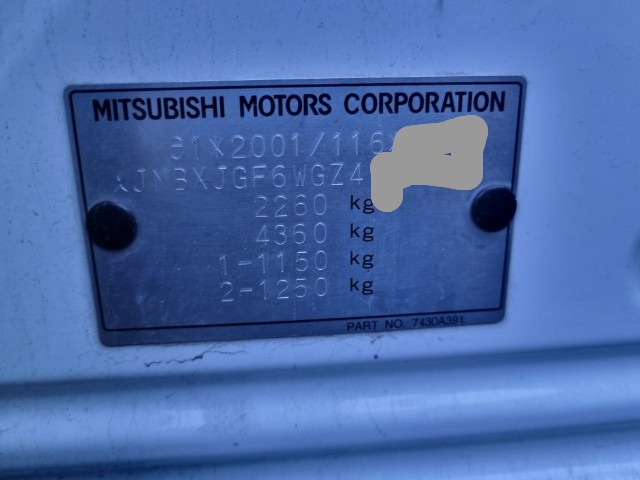 MITSUBISHI MOTORS CORPORATION
e1*2001/116*
*JMBXJGF6WGZ4
2260 kg
4360 kg
1-1150 kg
2-1250 kg
PART NO. 7430A391